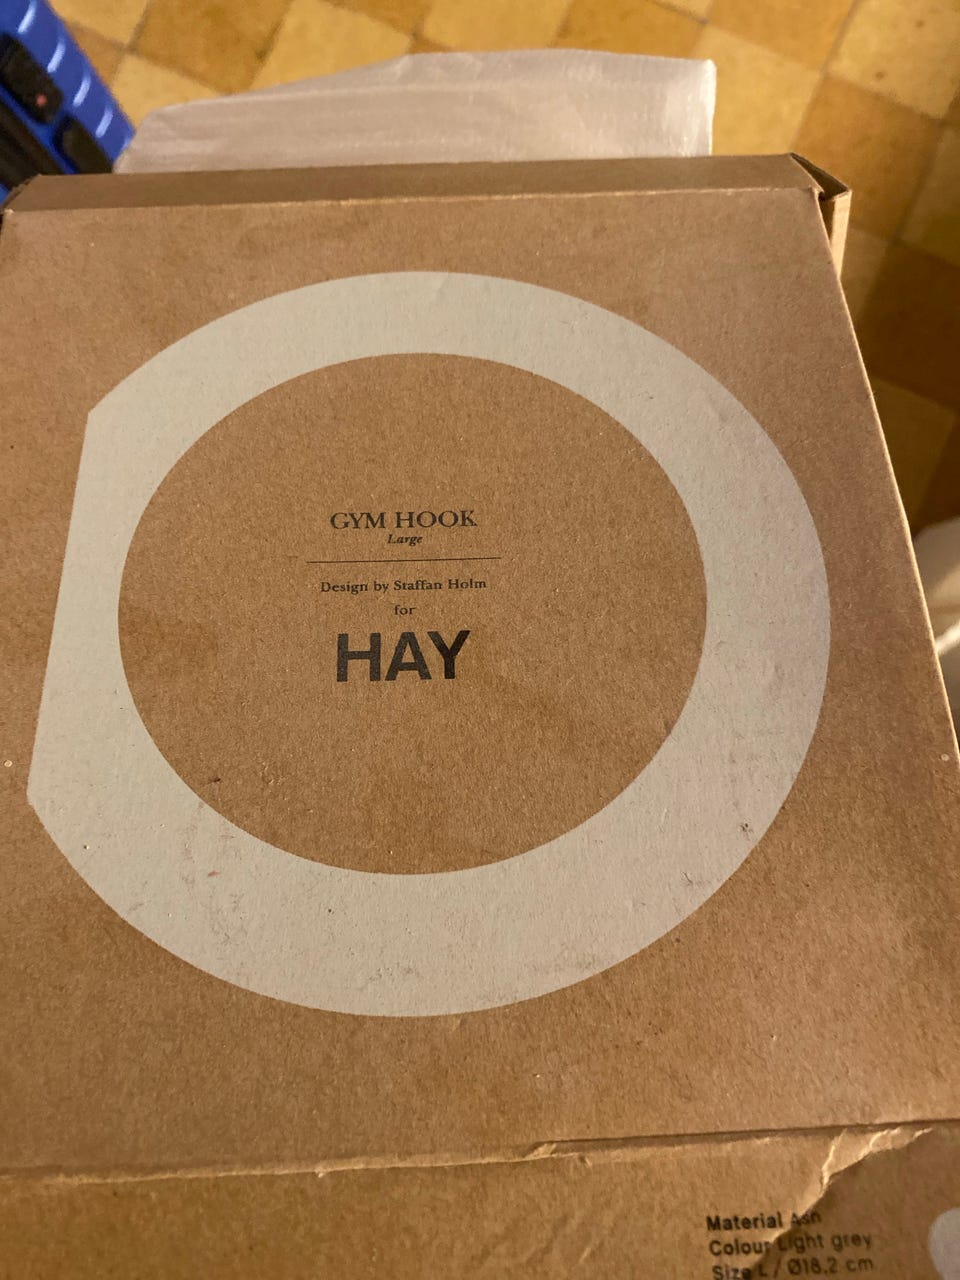 GYM HOOK
Large
Design by Staffan Holm
for
HAY
Material Ash
Colour Light grey
Size L / Ø18.2 cm